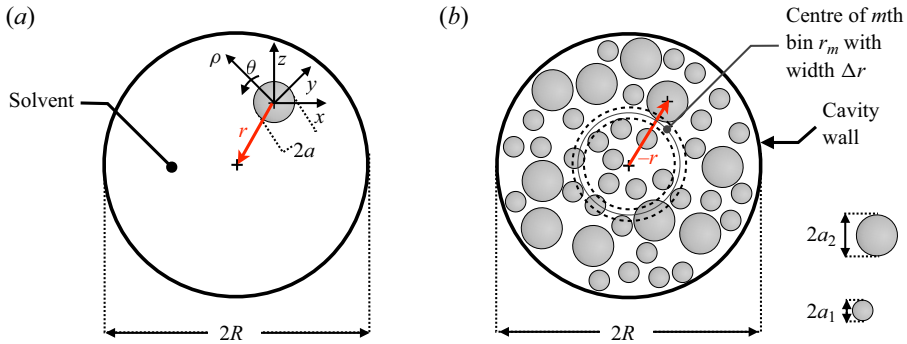 (a)
ρ
θ
z
y
x
Solvent
r
2a
2R
(b)
Centre of mth
bin r_m with
width Δr
Cavity
wall
–r
2a_2
2a_1
2R